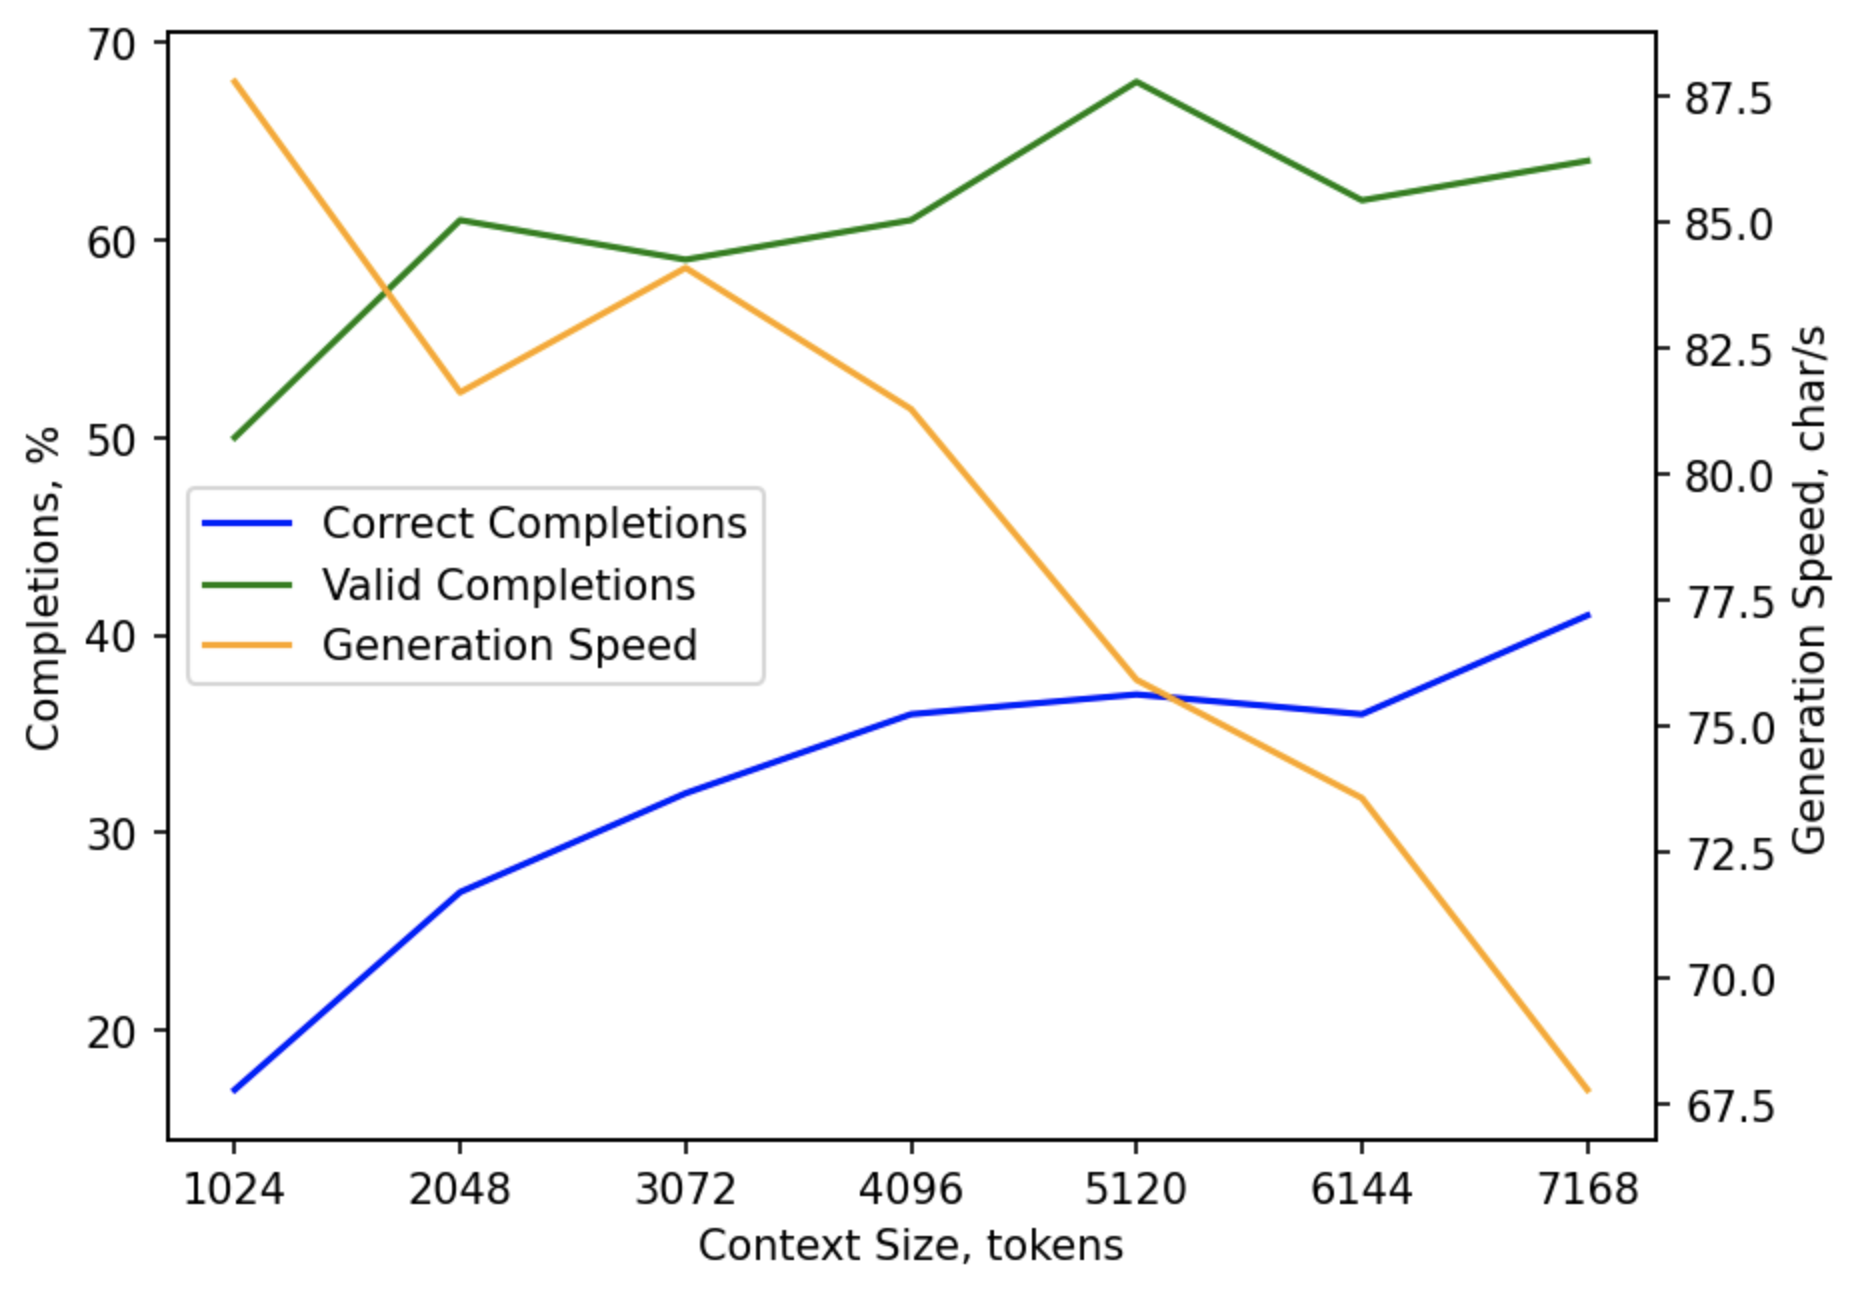 70
60
50
40
30
20
Completions, %
Correct Completions
Valid Completions
Generation Speed
87.5
85.0
82.5
80.0
77.5
75.0
72.5
70.0
67.5
Generation Speed, char/s
1024 2048 3072 4096 5120 6144 7168
Context Size, tokens